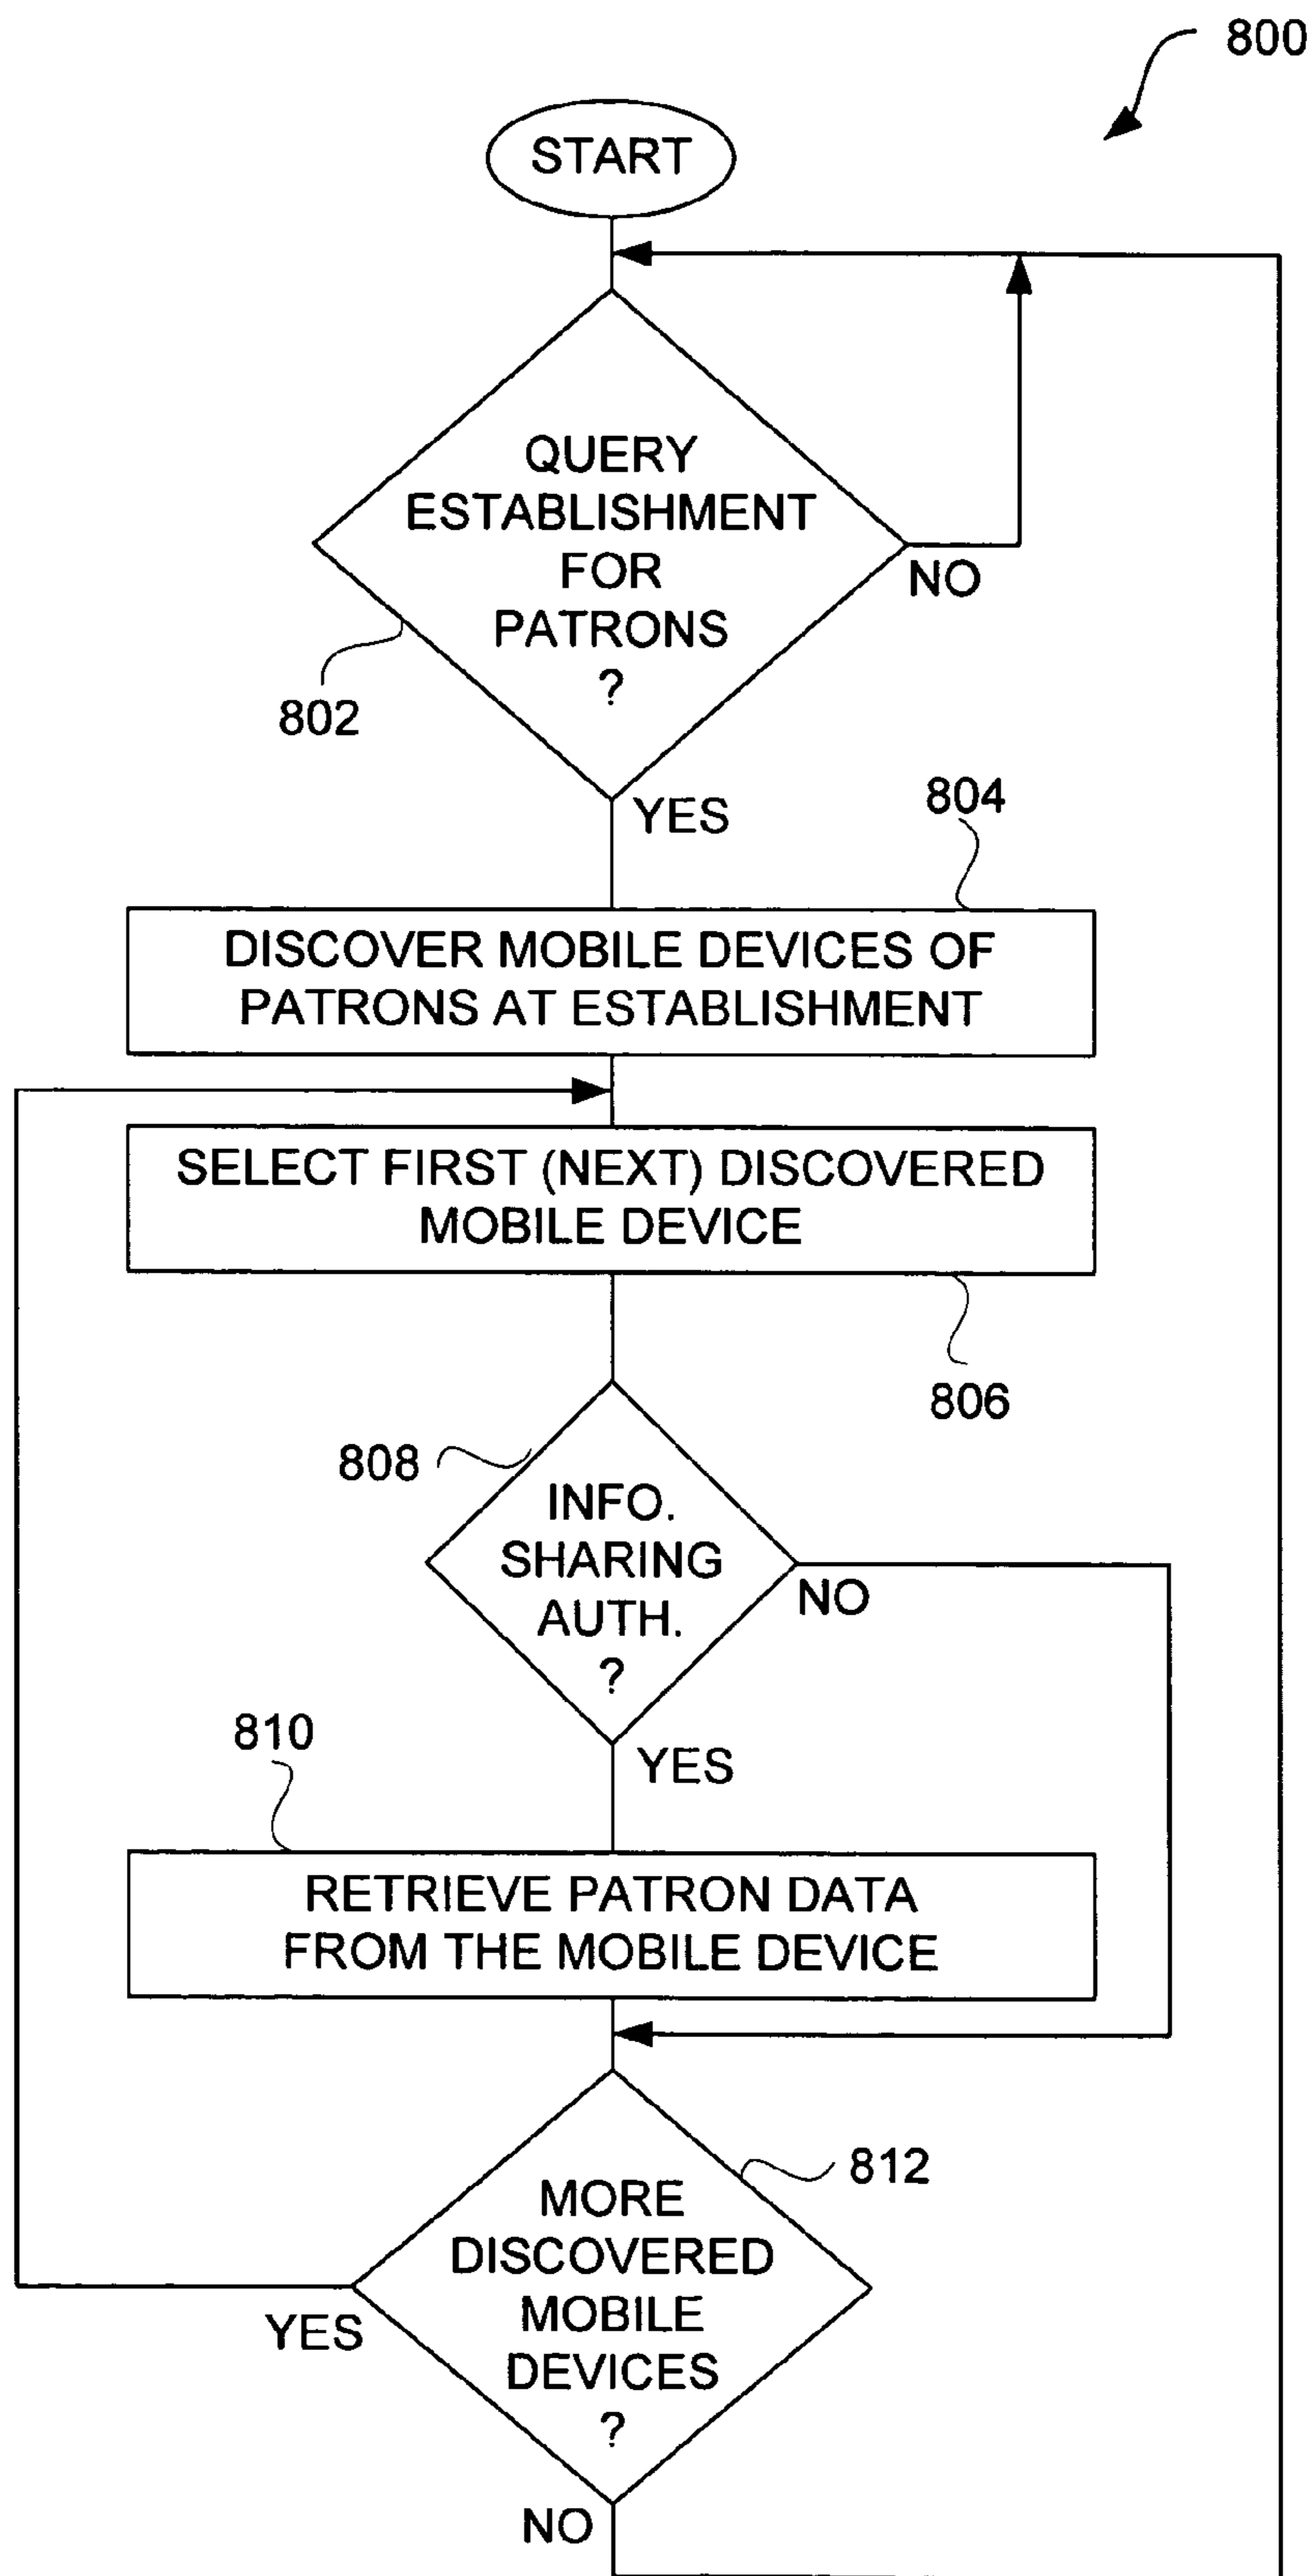 800
START
QUERY
ESTABLISHMENT
FOR
PATRONS
?
NO
802
YES
804
DISCOVER MOBILE DEVICES OF
PATRONS AT ESTABLISHMENT
SELECT FIRST (NEXT) DISCOVERED
MOBILE DEVICE
806
808
INFO.
SHARING
AUTH.
?
NO
YES
810
RETRIEVE PATRON DATA
FROM THE MOBILE DEVICE
812
MORE
DISCOVERED
MOBILE
DEVICES
?
YES
NO